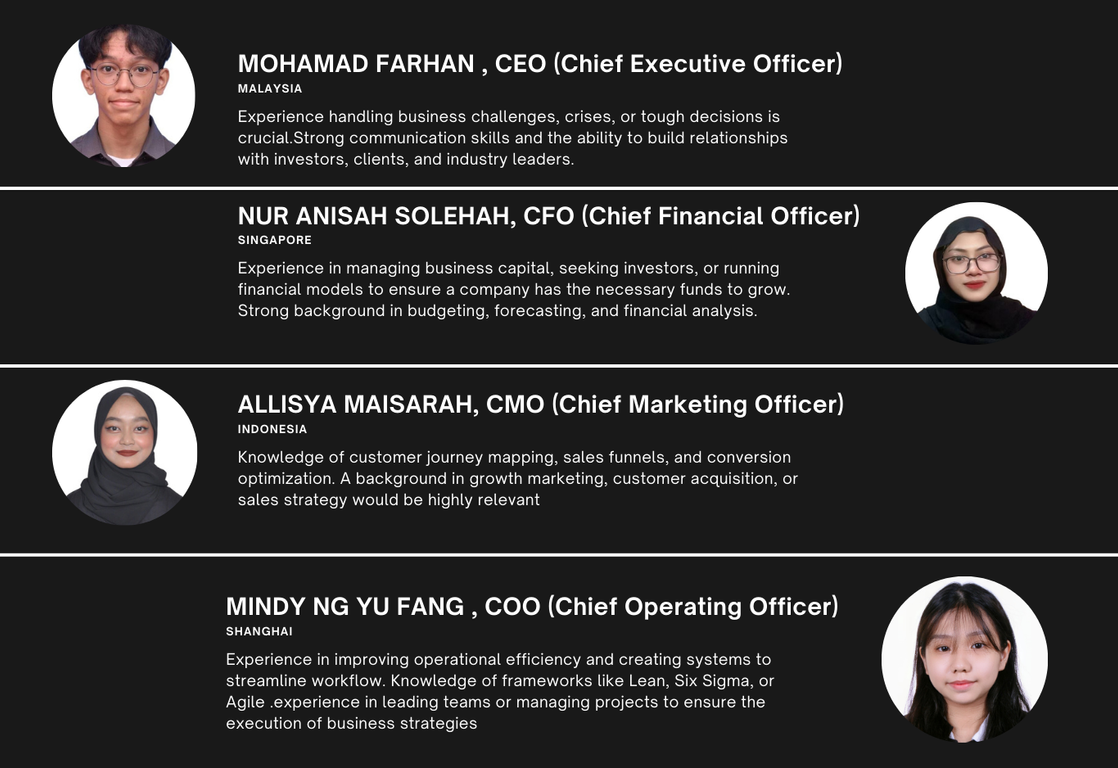 MOHAMAD FARHAN , CEO (Chief Executive Officer)
MALAYSIA
Experience handling business challenges, crises, or tough decisions is
crucial.Strong communication skills and the ability to build relationships
with investors, clients, and industry leaders.
NUR ANISAH SOLEHAH, CFO (Chief Financial Officer)
SINGAPORE
Experience in managing business capital, seeking investors, or running
financial models to ensure a company has the necessary funds to grow.
Strong background in budgeting, forecasting, and financial analysis.
ALLISYA MAISARAH, CMO (Chief Marketing Officer)
INDONESIA
Knowledge of customer journey mapping, sales funnels, and conversion
optimization. A background in growth marketing, customer acquisition, or
sales strategy would be highly relevant
MINDY NG YU FANG , COO (Chief Operating Officer)
SHANGHAI
Experience in improving operational efficiency and creating systems to
streamline workflow. Knowledge of frameworks like Lean, Six Sigma, or
Agile .experience in leading teams or managing projects to ensure the
execution of business strategies